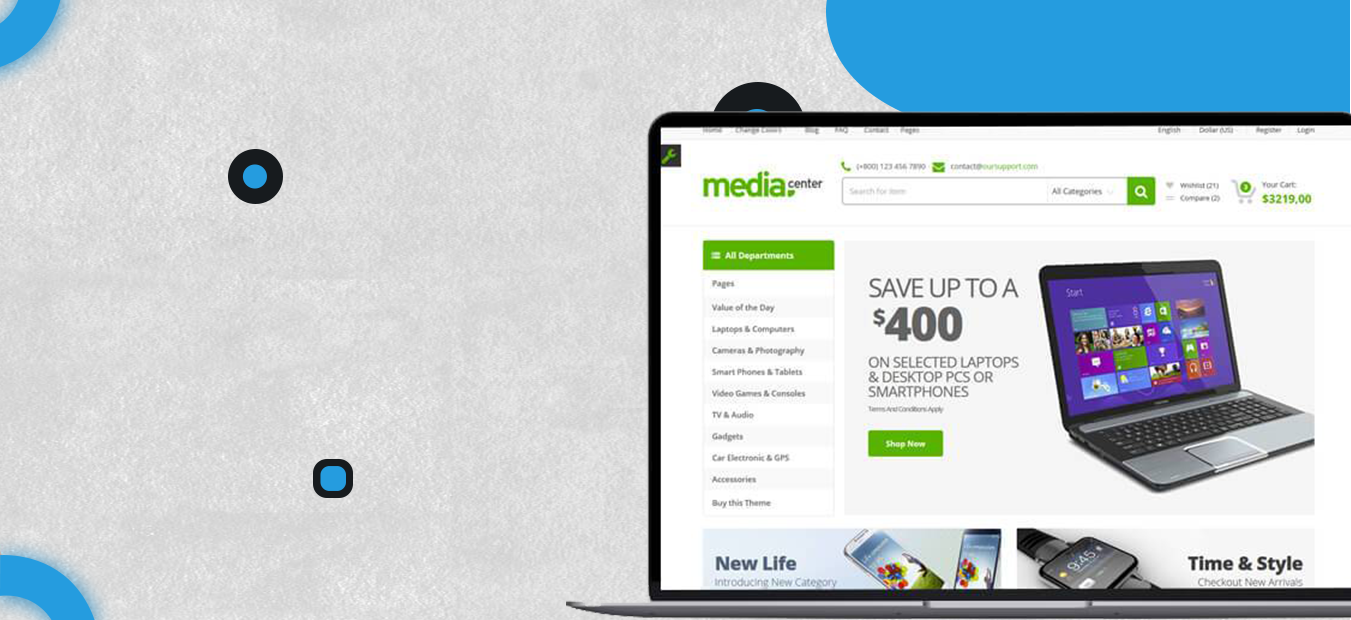 Home Change Colors Blog FAQ Contact Pages English Dollar (US) Register Login
(+800) 123 456 7890 contact@oursupport.com
media center
Search for item All Categories
Wishlist (21)
Compare (2)
3
Your Cart:
$3219,00
All Departments
Pages
Value of the Day
Laptops & Computers
Cameras & Photography
Smart Phones & Tablets
Video Games & Consoles
TV & Audio
Gadgets
Car Electronic & GPS
Accessories
Buy this Theme
SAVE UP TO A
$400
ON SELECTED LAPTOPS
& DESKTOP PCS OR
SMARTPHONES
Terms And Conditions Apply
Shop Now
Start
New Life
Introducing New Category
9:45
Time & Style
Checkout New Arrivals